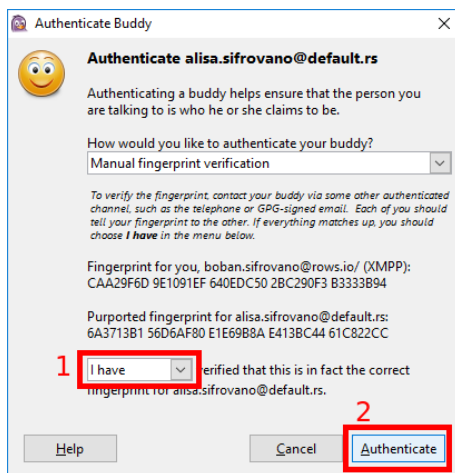 Authenticate Buddy
Authenticate alisa.sifrovano@default.rs
Authenticating a buddy helps ensure that the person you
are talking to is who he or she claims to be.
How would you like to authenticate your buddy?
Manual fingerprint verification
To verify the fingerprint, contact your buddy via some other authenticated
channel, such as the telephone or GPG-signed email. Each of you should
tell your fingerprint to the other. If everything matches up, you should
choose I have in the menu below.
Fingerprint for you, boban.sifrovano@rows.io/ (XMPP):
CAA29F6D 9E1091EF 640EDC50 2BC290F3 B3333B94
Purported fingerprint for alisa.sifrovano@default.rs:
6A3713B1 56D6AF80 E1E69B8A E413BC44 61C822CC
1 I have verified that this is in fact the correct
fingerprint for alisa.sifrovano@default.rs.
2
Help Cancel Authenticate